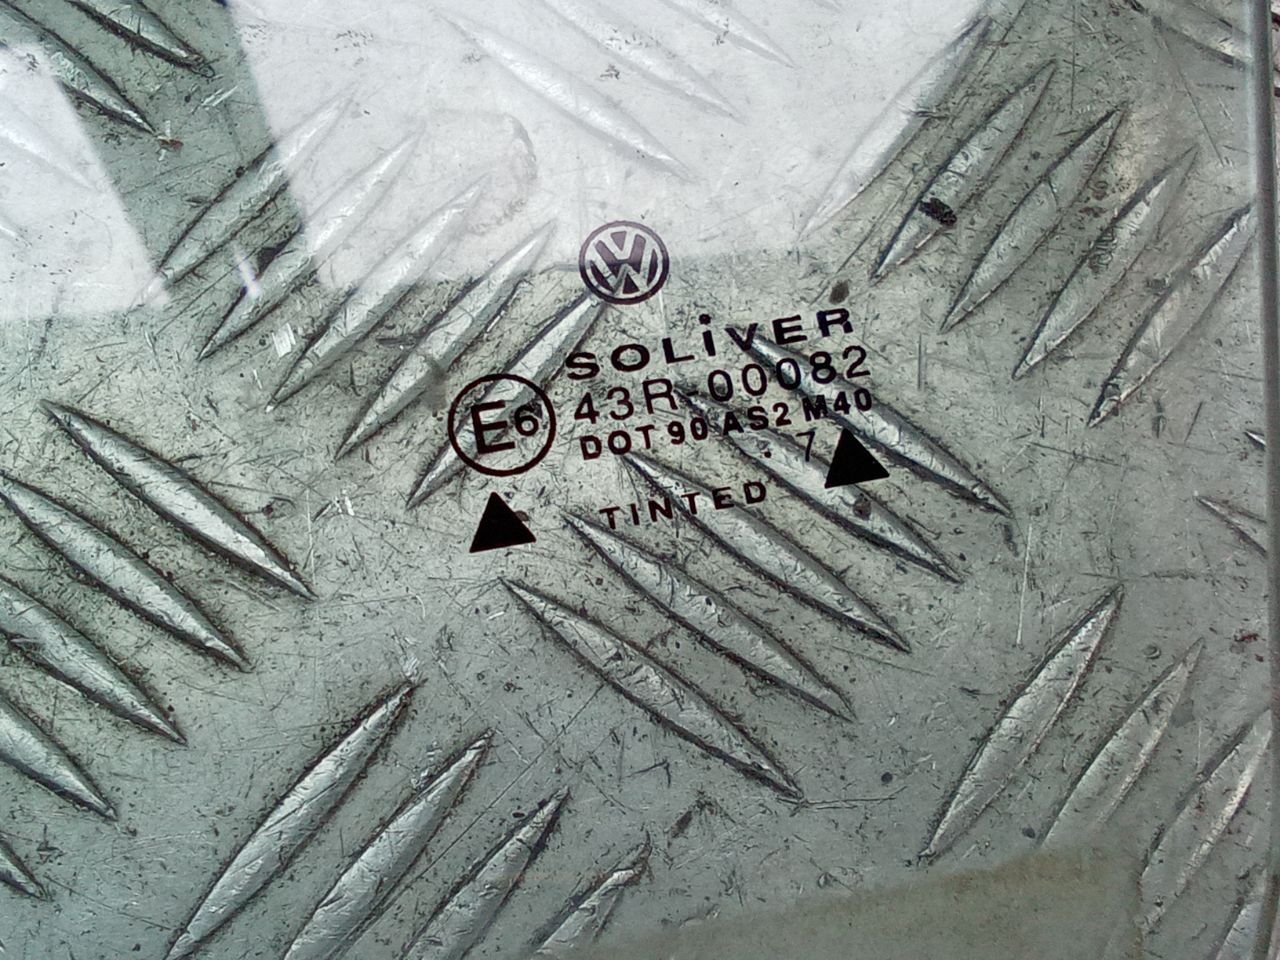 SOLiVER
E6 43R-00082
DOT 90 AS2 M40
. 7
TINTED